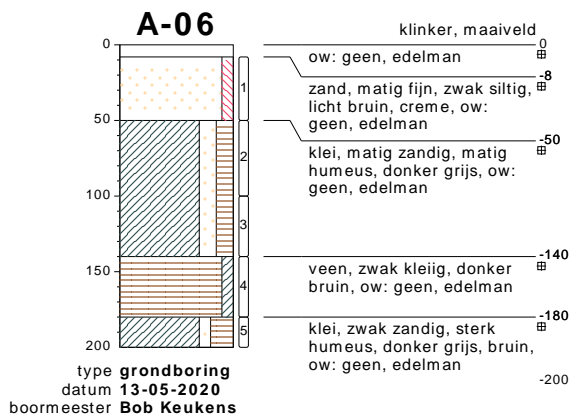 A-06
klinker, maaiveld
0
0
ow: geen, edelman
-8
zand, matig fijn, zwak siltig,
licht bruin, creme, ow:
geen, edelman
1
50
-50
klei, matig zandig, matig
humeus, donker grijs, ow:
geen, edelman
2
100
3
-140
veen, zwak kleiig, donker
bruin, ow: geen, edelman
150
4
-180
klei, zwak zandig, sterk
humeus, donker grijs, bruin,
ow: geen, edelman
5
200
-200
type grondboring
datum 13-05-2020
boormeester Bob Keukens